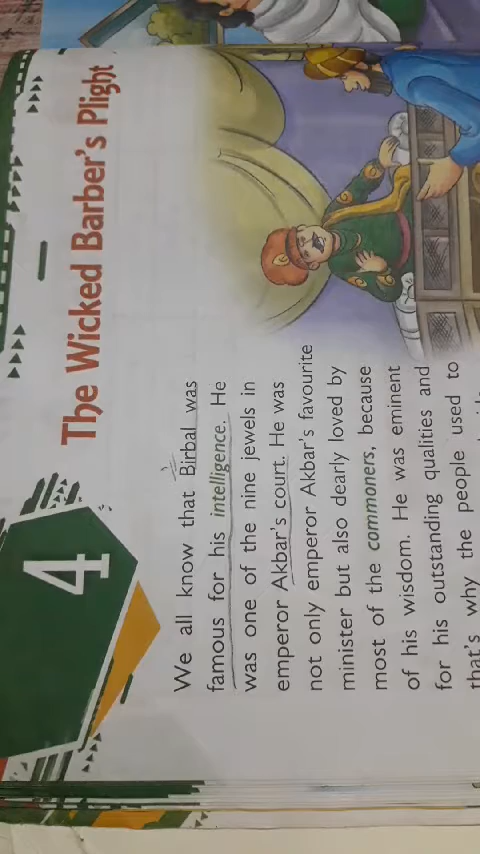 4
The Wicked Barber's Plight
We all know that Birbal was
famous for his intelligence. He
was one of the nine jewels in
emperor Akbar's court. He was
not only emperor Akbar's favourite
minister but also dearly loved by
most of the commoners, because
of his wisdom. He was eminent
for his outstanding qualities and
that's why the people used to